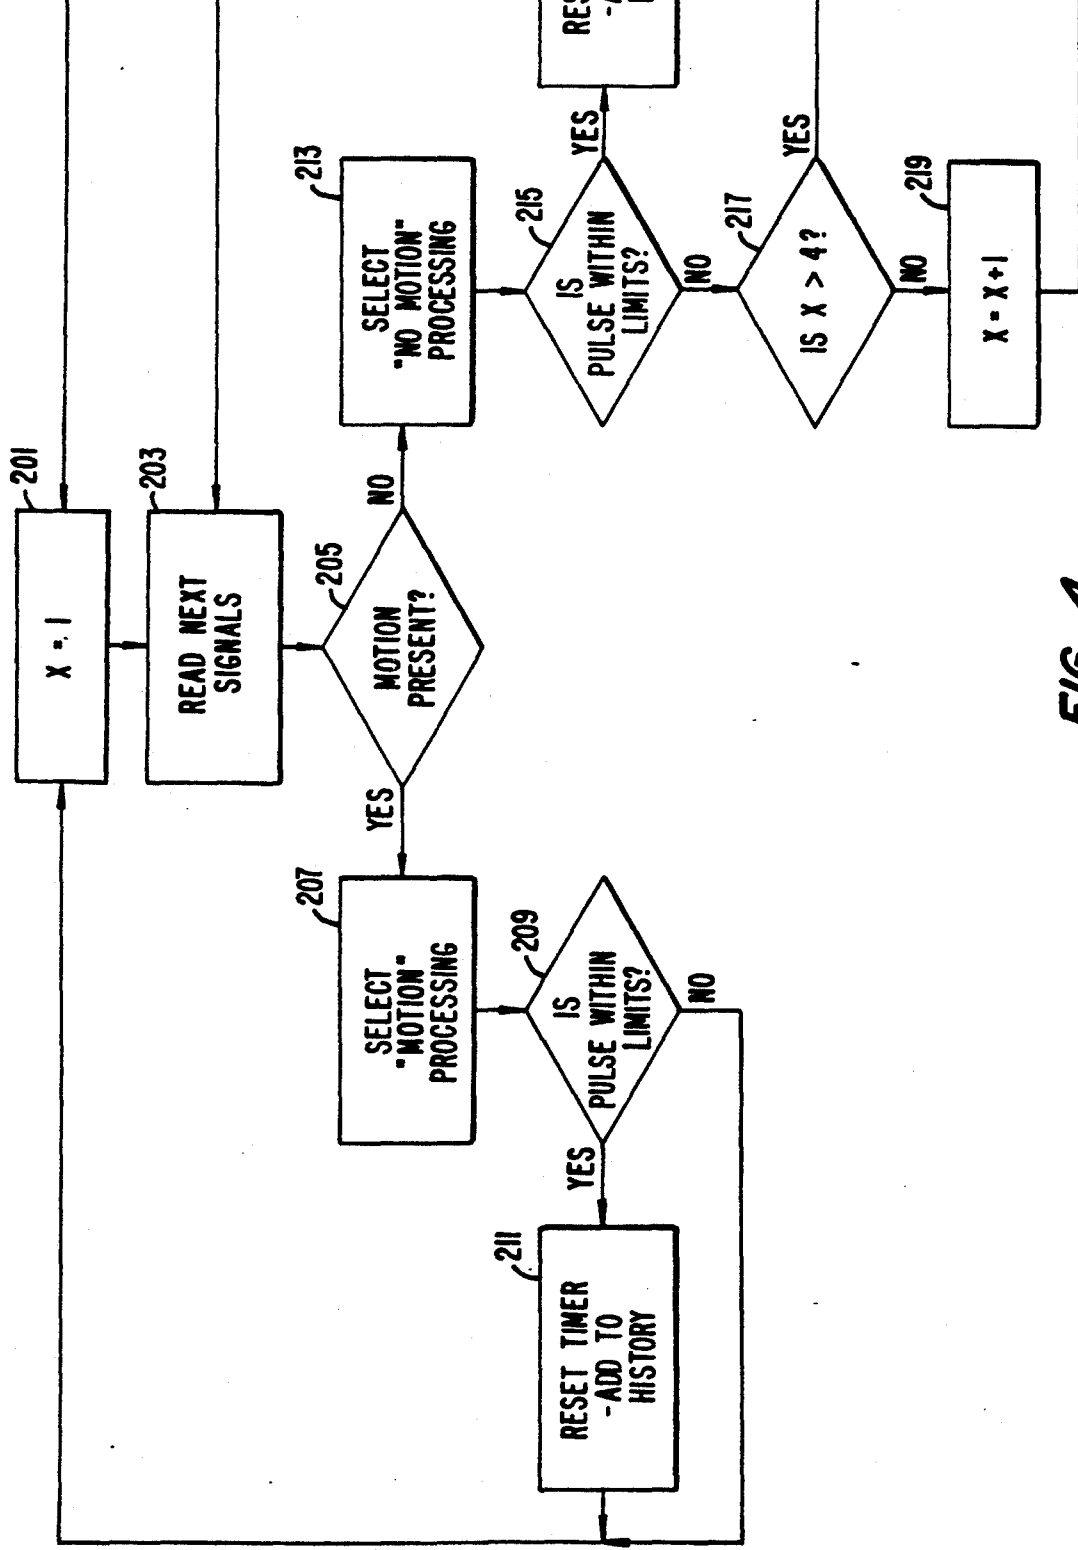 201
X = 1
203
READ NEXT
SIGNALS
205
MOTION
PRESENT?
YES
NO
207
SELECT
"MOTION"
PROCESSING
209
IS
PULSE WITHIN
LIMITS?
YES
NO
211
RESET TIMER
-ADD TO
HISTORY
213
SELECT
"NO MOTION"
PROCESSING
215
IS
PULSE WITHIN
LIMITS?
YES
NO
RES
-A
217
IS X > 4?
YES
NO
219
X = X+1